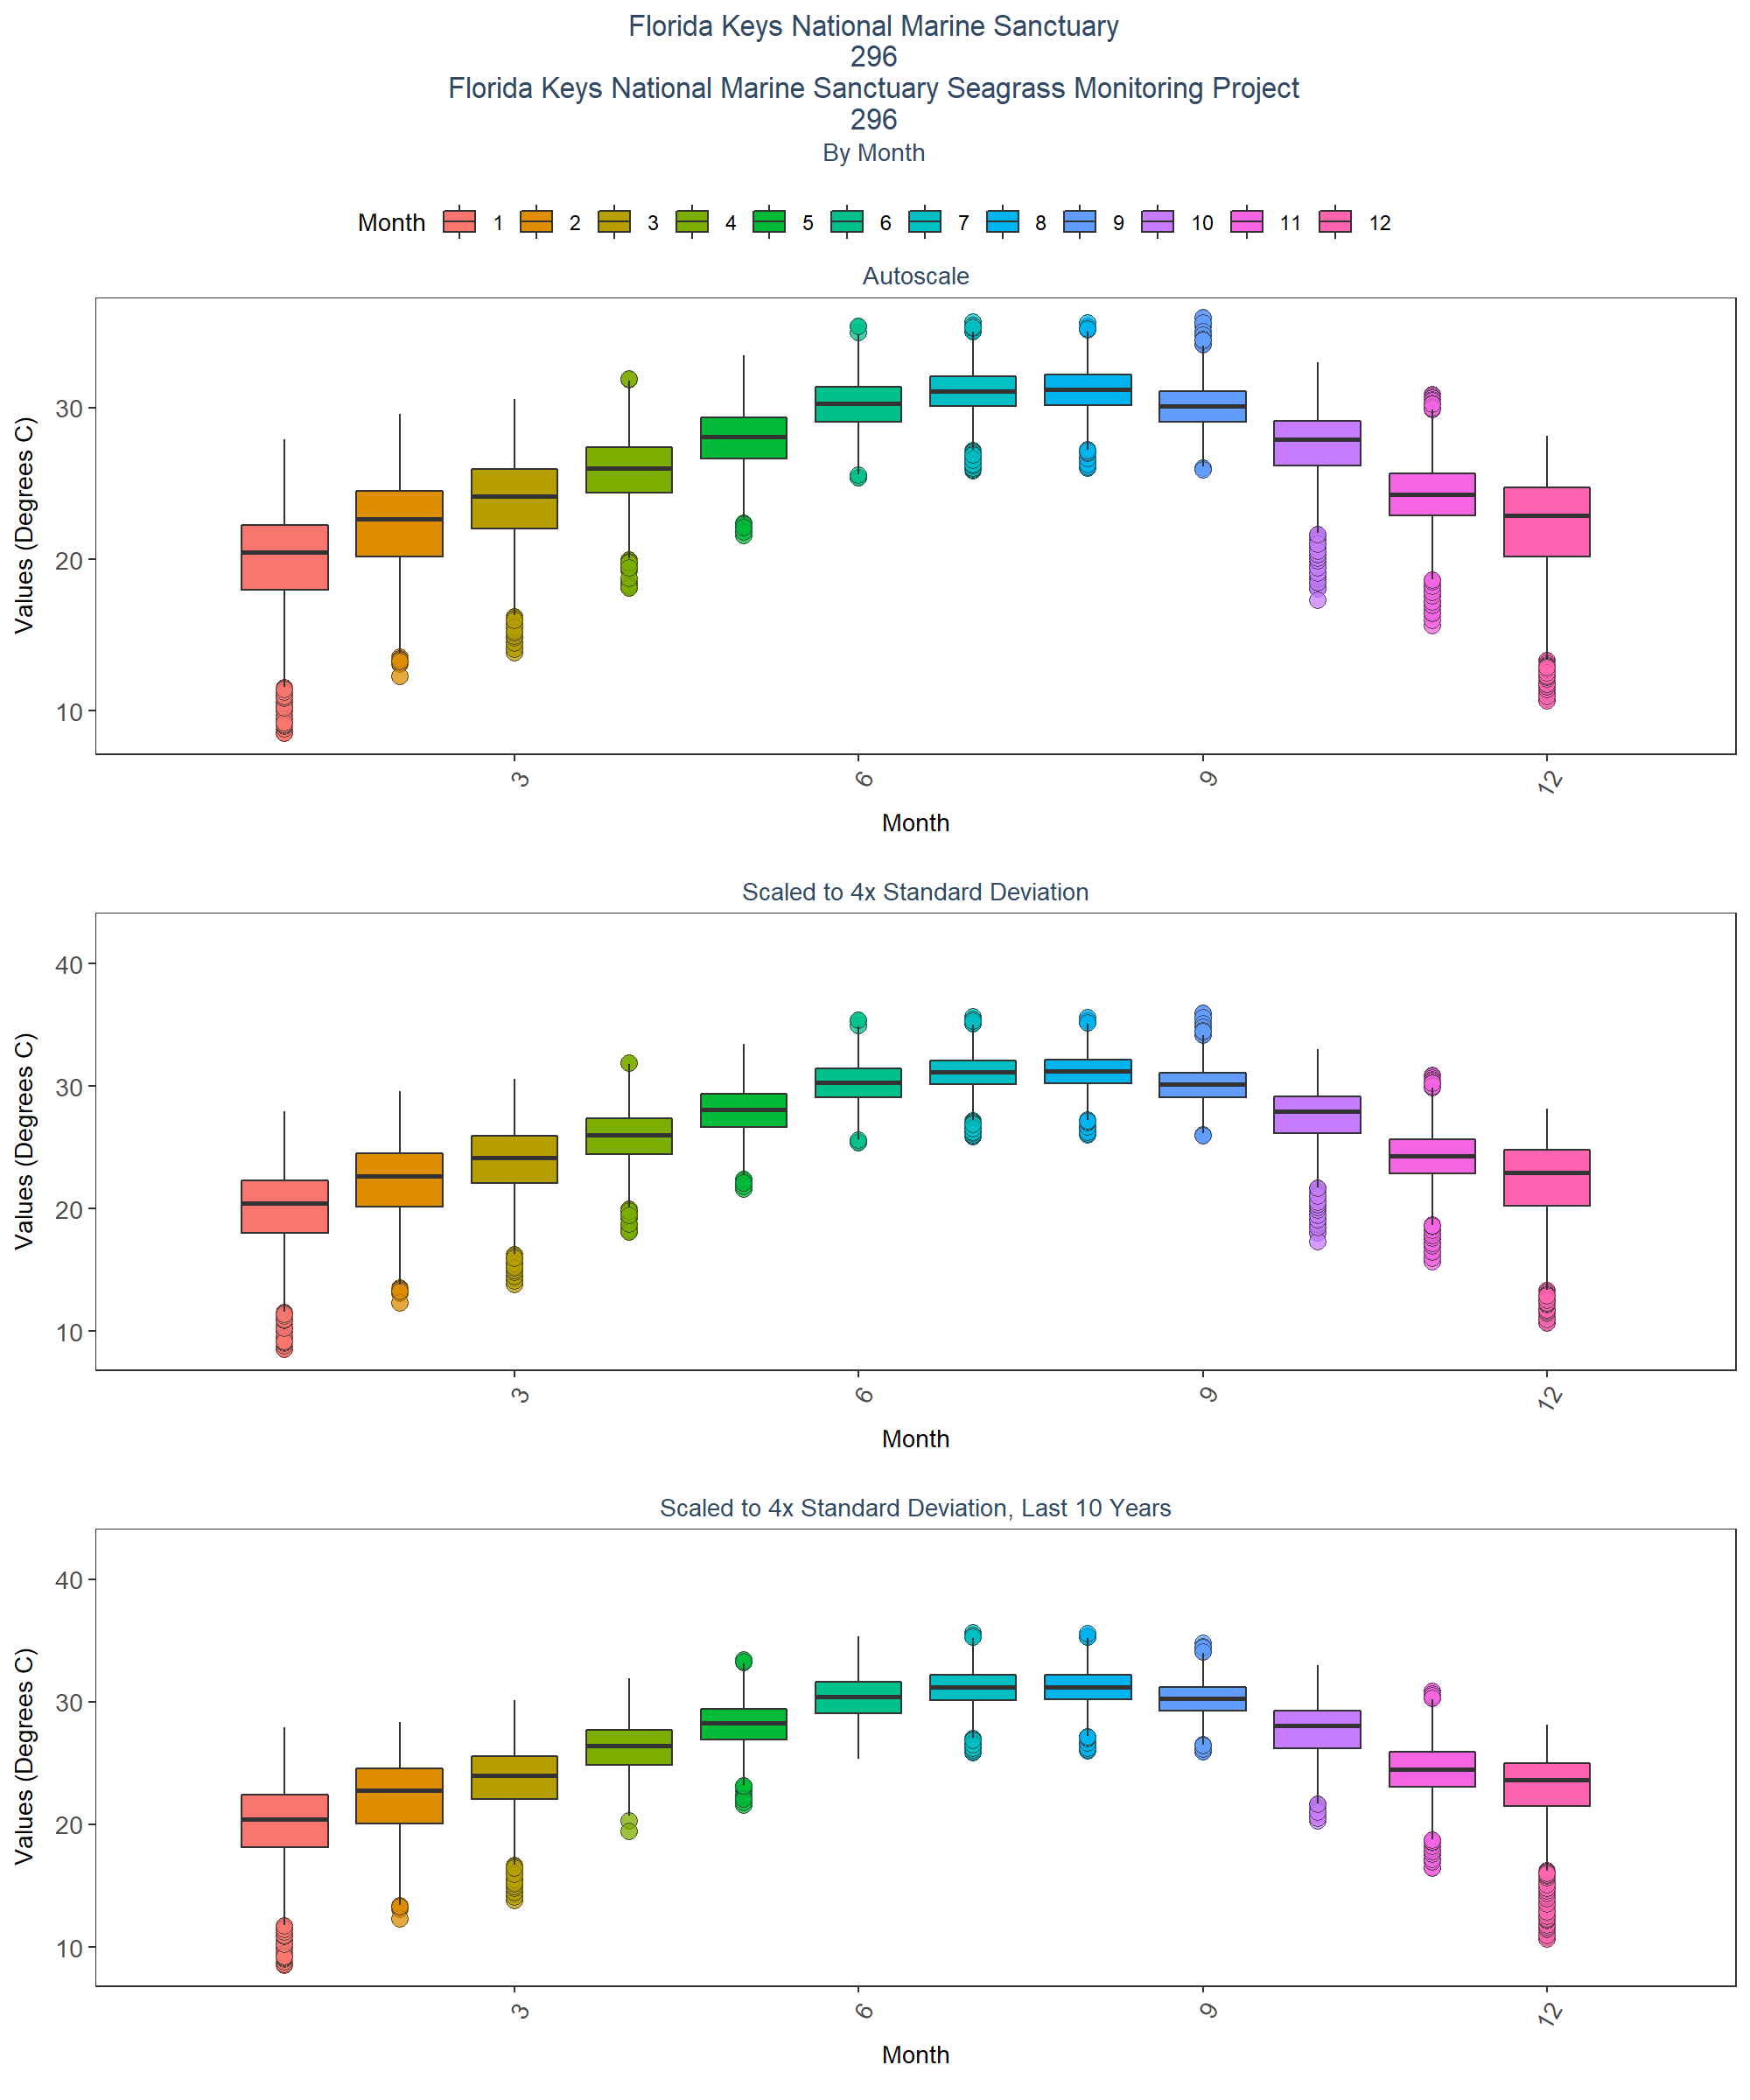 Florida Keys National Marine Sanctuary
296
Florida Keys National Marine Sanctuary Seagrass Monitoring Project
296
By Month
Month 1 2 3 4 5 6 7 8 9 10 11 12
Autoscale
Values (Degrees C)
30
20
10
3 6 9 12
Month
Scaled to 4x Standard Deviation
Values (Degrees C)
40
30
20
10
3 6 9 12
Month
Scaled to 4x Standard Deviation, Last 10 Years
Values (Degrees C)
40
30
20
10
3 6 9 12
Month